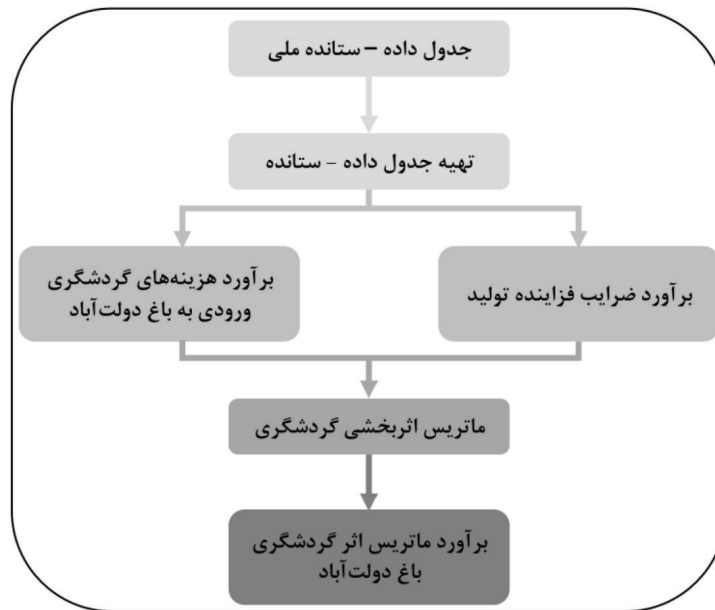 جدول داده – ستانده ملی
تهیه جدول داده - ستانده
برآورد ضرایب فزاینده تولید
برآورد هزینه‌های گردشگری
ورودی به باغ دولت‌آباد
ماتریس اثربخشی گردشگری
برآورد ماتریس اثر گردشگری
باغ دولت‌آباد